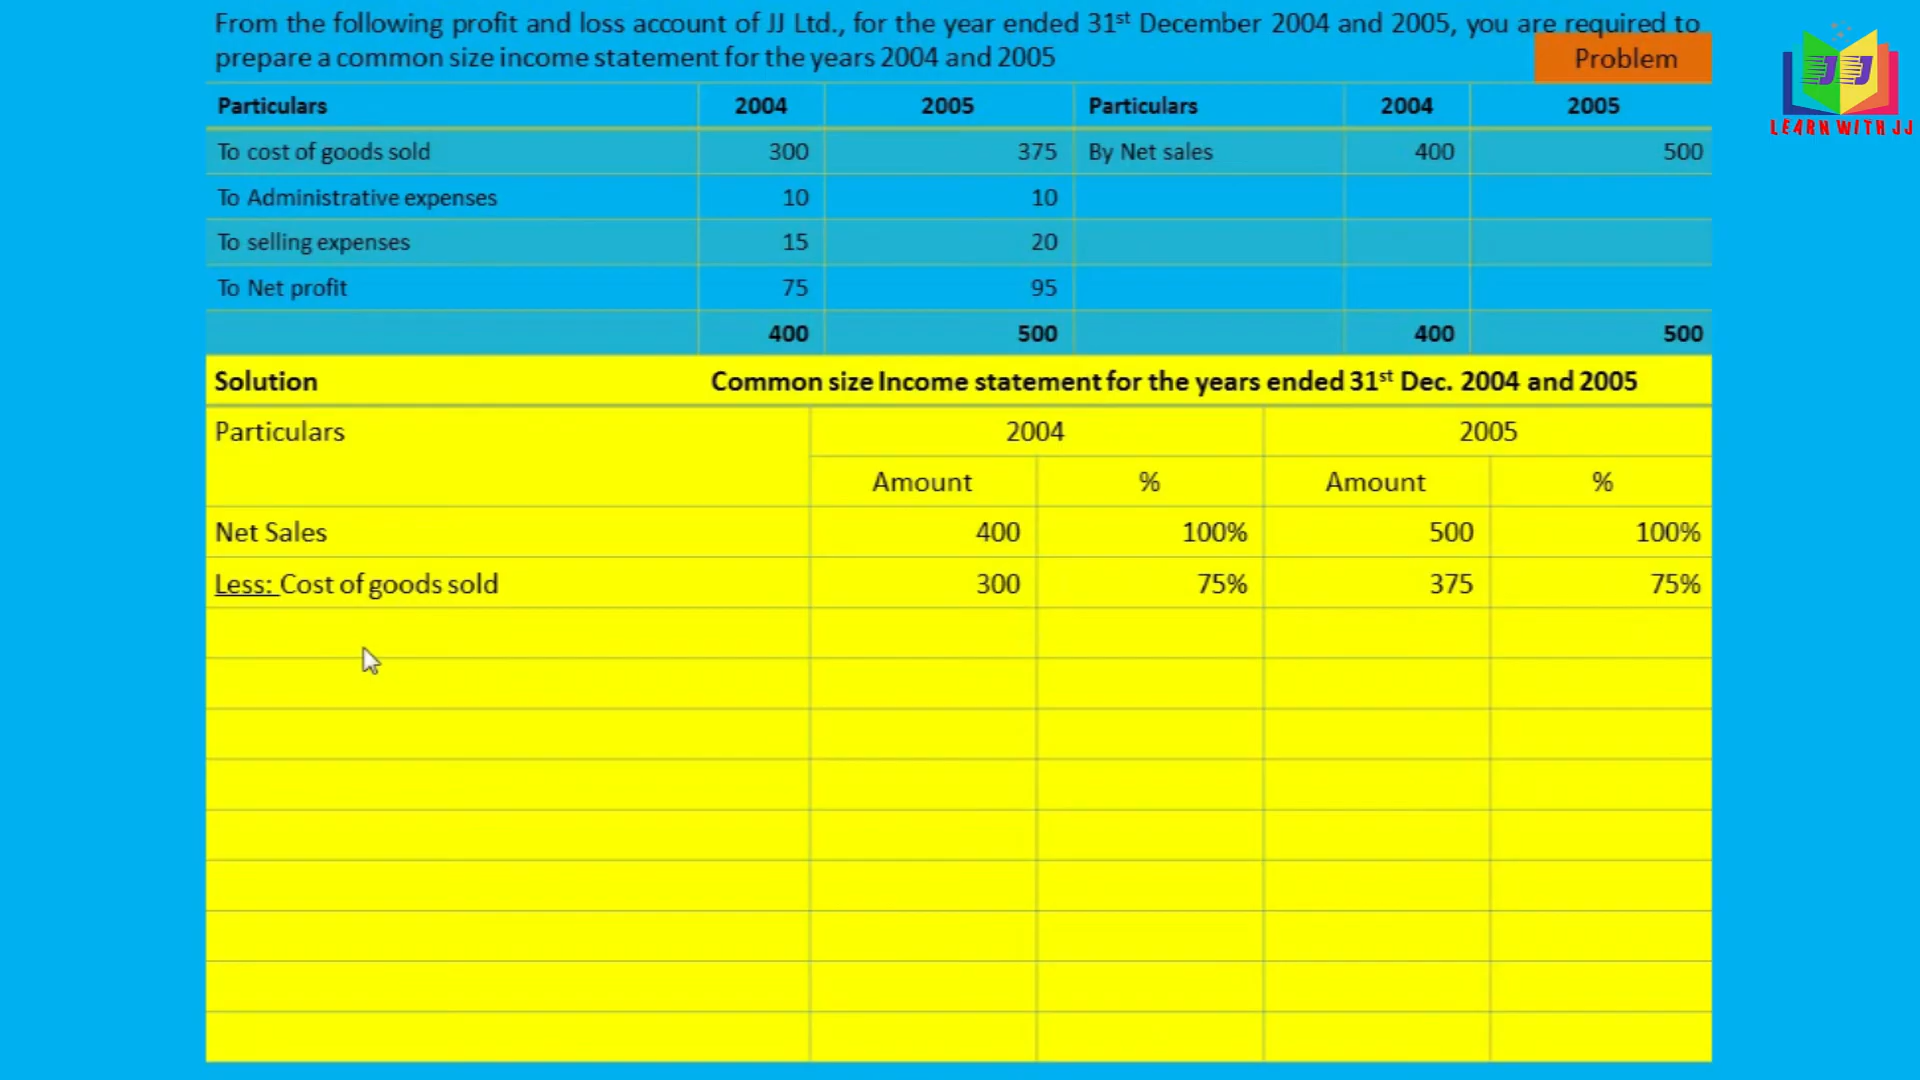 From the following profit and loss account of JJ Ltd., for the year ended 31st December 2004 and 2005, you are required to
prepare a common size income statement for the years 2004 and 2005
Problem
JJ
LEARN WITH JJ
Particulars 2004 2005 Particulars 2004 2005
To cost of goods sold 300 375 By Net sales 400 500
To Administrative expenses 10 10
To selling expenses 15 20
To Net profit 75 95
400 500 400 500
Solution Common size Income statement for the years ended 31st Dec. 2004 and 2005
Particulars 2004 2005
Amount % Amount %
Net Sales 400 100% 500 100%
Less: Cost of goods sold 300 75% 375 75%